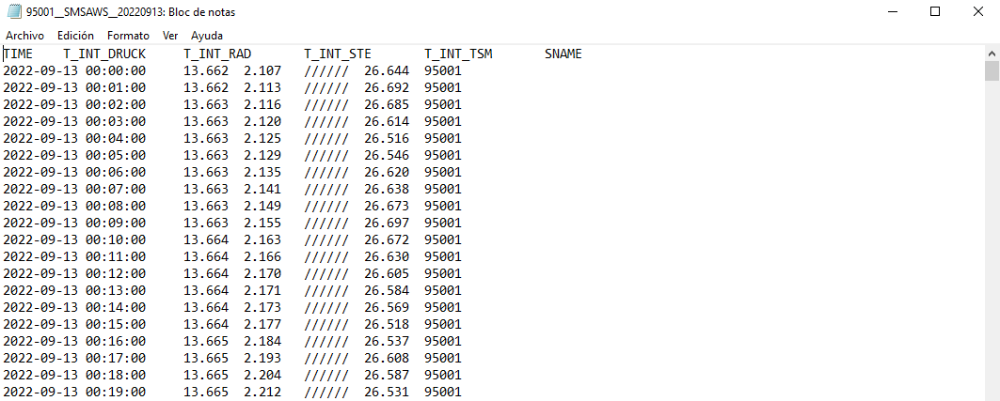 95001__SMSAWS__20220913: Bloc de notas
Archivo Edición Formato Ver Ayuda
TIME T_INT_DRUCK T_INT_RAD T_INT_STE T_INT_TSM SNAME
2022-09-13 00:00:00 13.662 2.107 ////// 26.644 95001
2022-09-13 00:01:00 13.662 2.113 ////// 26.692 95001
2022-09-13 00:02:00 13.663 2.116 ////// 26.685 95001
2022-09-13 00:03:00 13.663 2.120 ////// 26.614 95001
2022-09-13 00:04:00 13.663 2.125 ////// 26.516 95001
2022-09-13 00:05:00 13.663 2.129 ////// 26.546 95001
2022-09-13 00:06:00 13.663 2.135 ////// 26.620 95001
2022-09-13 00:07:00 13.663 2.141 ////// 26.638 95001
2022-09-13 00:08:00 13.663 2.149 ////// 26.673 95001
2022-09-13 00:09:00 13.663 2.155 ////// 26.697 95001
2022-09-13 00:10:00 13.664 2.163 ////// 26.672 95001
2022-09-13 00:11:00 13.664 2.166 ////// 26.630 95001
2022-09-13 00:12:00 13.664 2.170 ////// 26.605 95001
2022-09-13 00:13:00 13.664 2.171 ////// 26.584 95001
2022-09-13 00:14:00 13.664 2.173 ////// 26.569 95001
2022-09-13 00:15:00 13.664 2.177 ////// 26.518 95001
2022-09-13 00:16:00 13.665 2.184 ////// 26.537 95001
2022-09-13 00:17:00 13.665 2.193 ////// 26.608 95001
2022-09-13 00:18:00 13.665 2.204 ////// 26.587 95001
2022-09-13 00:19:00 13.665 2.212 ////// 26.531 95001